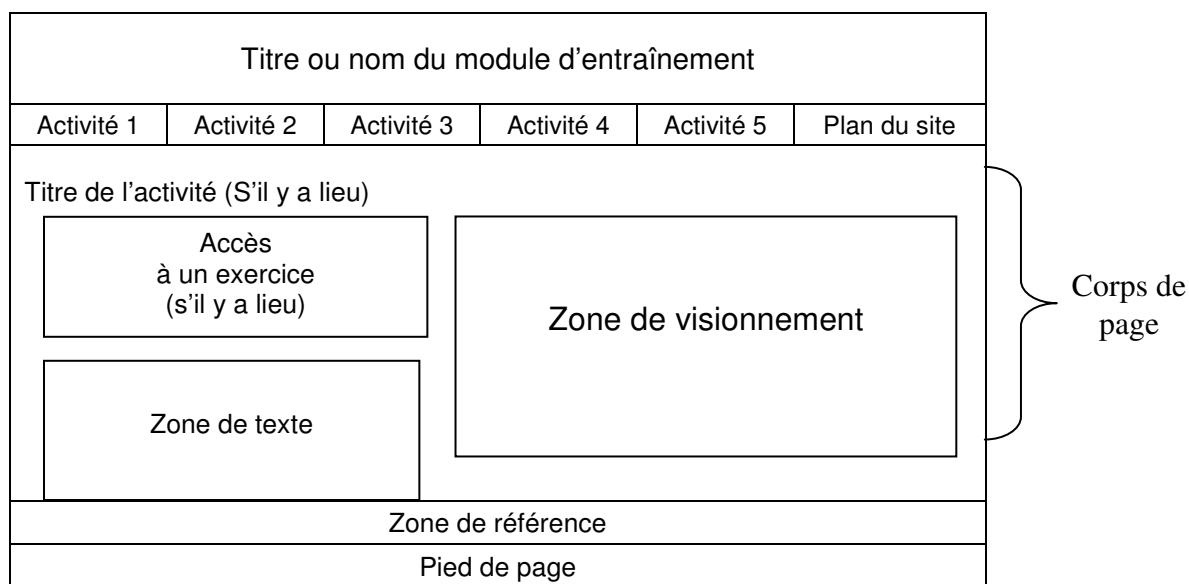 Titre ou nom du module d’entraînement
Activité 1 Activité 2 Activité 3 Activité 4 Activité 5 Plan du site
Titre de l’activité (S’il y a lieu)
Accès
à un exercice
(s’il y a lieu)
Zone de visionnement
Zone de texte
Corps de
page
Zone de référence
Pied de page